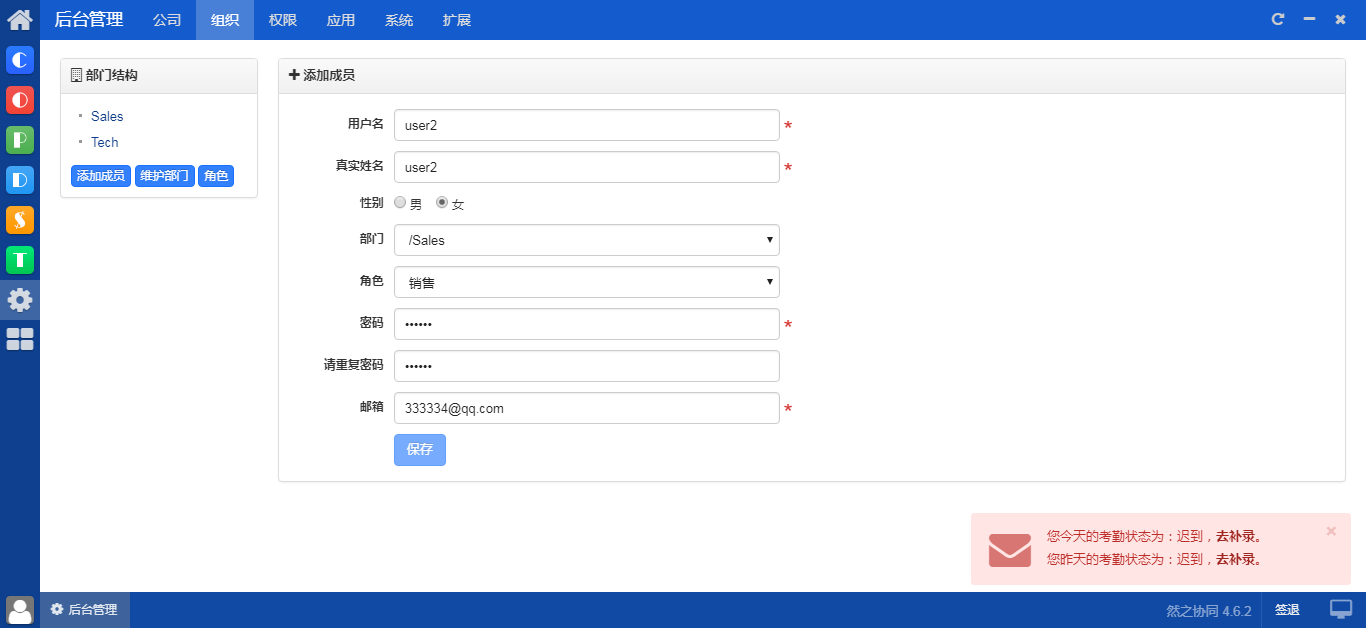 后台管理 公司 组织 权限 应用 系统 扩展
部门结构
Sales
Tech
添加成员 维护部门 角色
添加成员
用户名 user2 *
真实姓名 user2 *
性别 男 女
部门 /Sales
角色 销售
密码 •••••• *
请重复密码 ••••••
邮箱 333334@qq.com *
保存
您今天的考勤状态为：迟到，去补录。
您昨天的考勤状态为：迟到，去补录。
后台管理 然之协同 4.6.2 签退